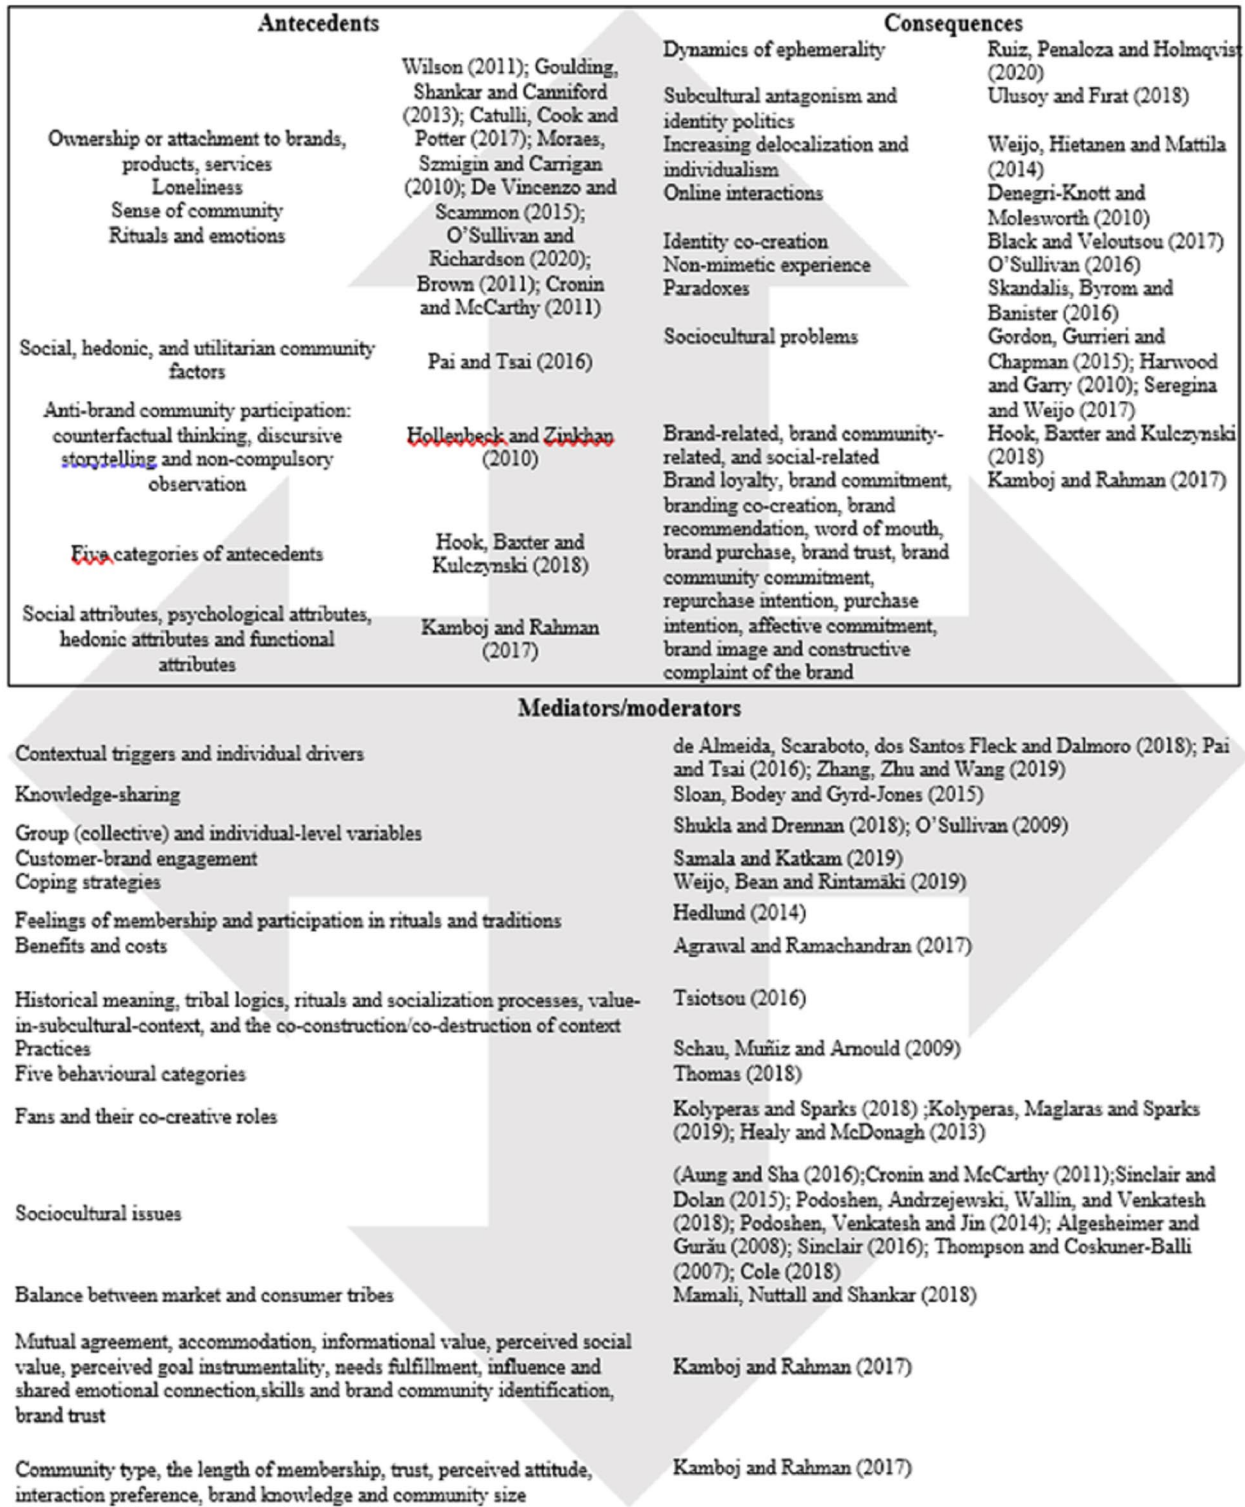 Antecedents
Ownership or attachment to brands,
products, services
Loneliness
Sense of community
Rituals and emotions
Wilson (2011); Goulding,
Shankar and Canniford
(2013); Catulli, Cook and
Potter (2017); Moraes,
Szmigin and Carrigan
(2010); De Vincenzo and
Scammon (2015);
O’Sullivan and
Richardson (2020);
Brown (2011); Cronin
and McCarthy (2011)
Social, hedonic, and utilitarian community
factors
Pai and Tsai (2016)
Anti-brand community participation:
counterfactual thinking, discursive
storytelling and non-compulsory
observation
Hollenbeck and Zinkhan
(2010)
Five categories of antecedents
Hook, Baxter and
Kulczynski (2018)
Social attributes, psychological attributes,
hedonic attributes and functional
attributes
Kamboj and Rahman
(2017)
Consequences
Dynamics of ephemerality
Ruiz, Penaloza and Holmqvist
(2020)
Subcultural antagonism and
identity politics
Ulusoy and Fırat (2018)
Increasing delocalization and
individualism
Weijo, Hietanen and Mattila
(2014)
Online interactions
Denegri-Knott and
Molesworth (2010)
Identity co-creation
Black and Veloutsou (2017)
Non-mimetic experience
O’Sullivan (2016)
Paradoxes
Skandalis, Byrom and
Banister (2016)
Sociocultural problems
Gordon, Gurrieri and
Chapman (2015); Harwood
and Garry (2010); Seregina
and Weijo (2017)
Brand-related, brand community-
related, and social-related
Hook, Baxter and Kulczynski
(2018)
Brand loyalty, brand commitment,
branding co-creation, brand
recommendation, word of mouth,
brand purchase, brand trust, brand
community commitment,
repurchase intention, purchase
intention, affective commitment,
brand image and constructive
complaint of the brand
Kamboj and Rahman (2017)
Mediators/moderators
Contextual triggers and individual drivers
de Almeida, Scaraboto, dos Santos Fleck and Dalmoro (2018); Pai
and Tsai (2016); Zhang, Zhu and Wang (2019)
Knowledge-sharing
Sloan, Bodey and Gyrd-Jones (2015)
Group (collective) and individual-level variables
Shukla and Drennan (2018); O’Sullivan (2009)
Customer-brand engagement
Samala and Katkam (2019)
Coping strategies
Weijo, Bean and Rintamäki (2019)
Feelings of membership and participation in rituals and traditions
Hedlund (2014)
Benefits and costs
Agrawal and Ramachandran (2017)
Historical meaning, tribal logics, rituals and socialization processes, value-
in-subcultural-context, and the co-construction/co-destruction of context
Tsiotsou (2016)
Practices
Schau, Muñiz and Arnould (2009)
Five behavioural categories
Thomas (2018)
Fans and their co-creative roles
Kolyperas and Sparks (2018) ;Kolyperas, Maglaras and Sparks
(2019); Healy and McDonagh (2013)
Sociocultural issues
(Aung and Sha (2016);Cronin and McCarthy (2011);Sinclair and
Dolan (2015); Podoshen, Andrzejewski, Wallin, and Venkatesh
(2018); Podoshen, Venkatesh and Jin (2014); Algesheimer and
Gurău (2008); Sinclair (2016); Thompson and Coskuner-Balli
(2007); Cole (2018)
Balance between market and consumer tribes
Mamali, Nuttall and Shankar (2018)
Mutual agreement, accommodation, informational value, perceived social
value, perceived goal instrumentality, needs fulfillment, influence and
shared emotional connection,skills and brand community identification,
brand trust
Kamboj and Rahman (2017)
Community type, the length of membership, trust, perceived attitude,
interaction preference, brand knowledge and community size
Kamboj and Rahman (2017)